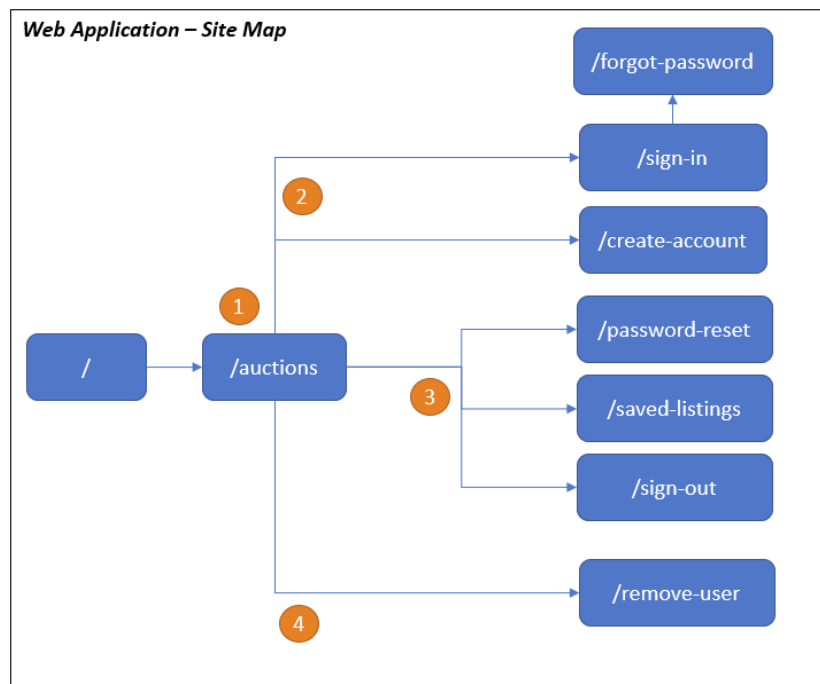 Web Application – Site Map
/forgot-password
/sign-in
2
/create-account
1
/password-reset
/
/auctions
3
/saved-listings
/sign-out
/remove-user
4